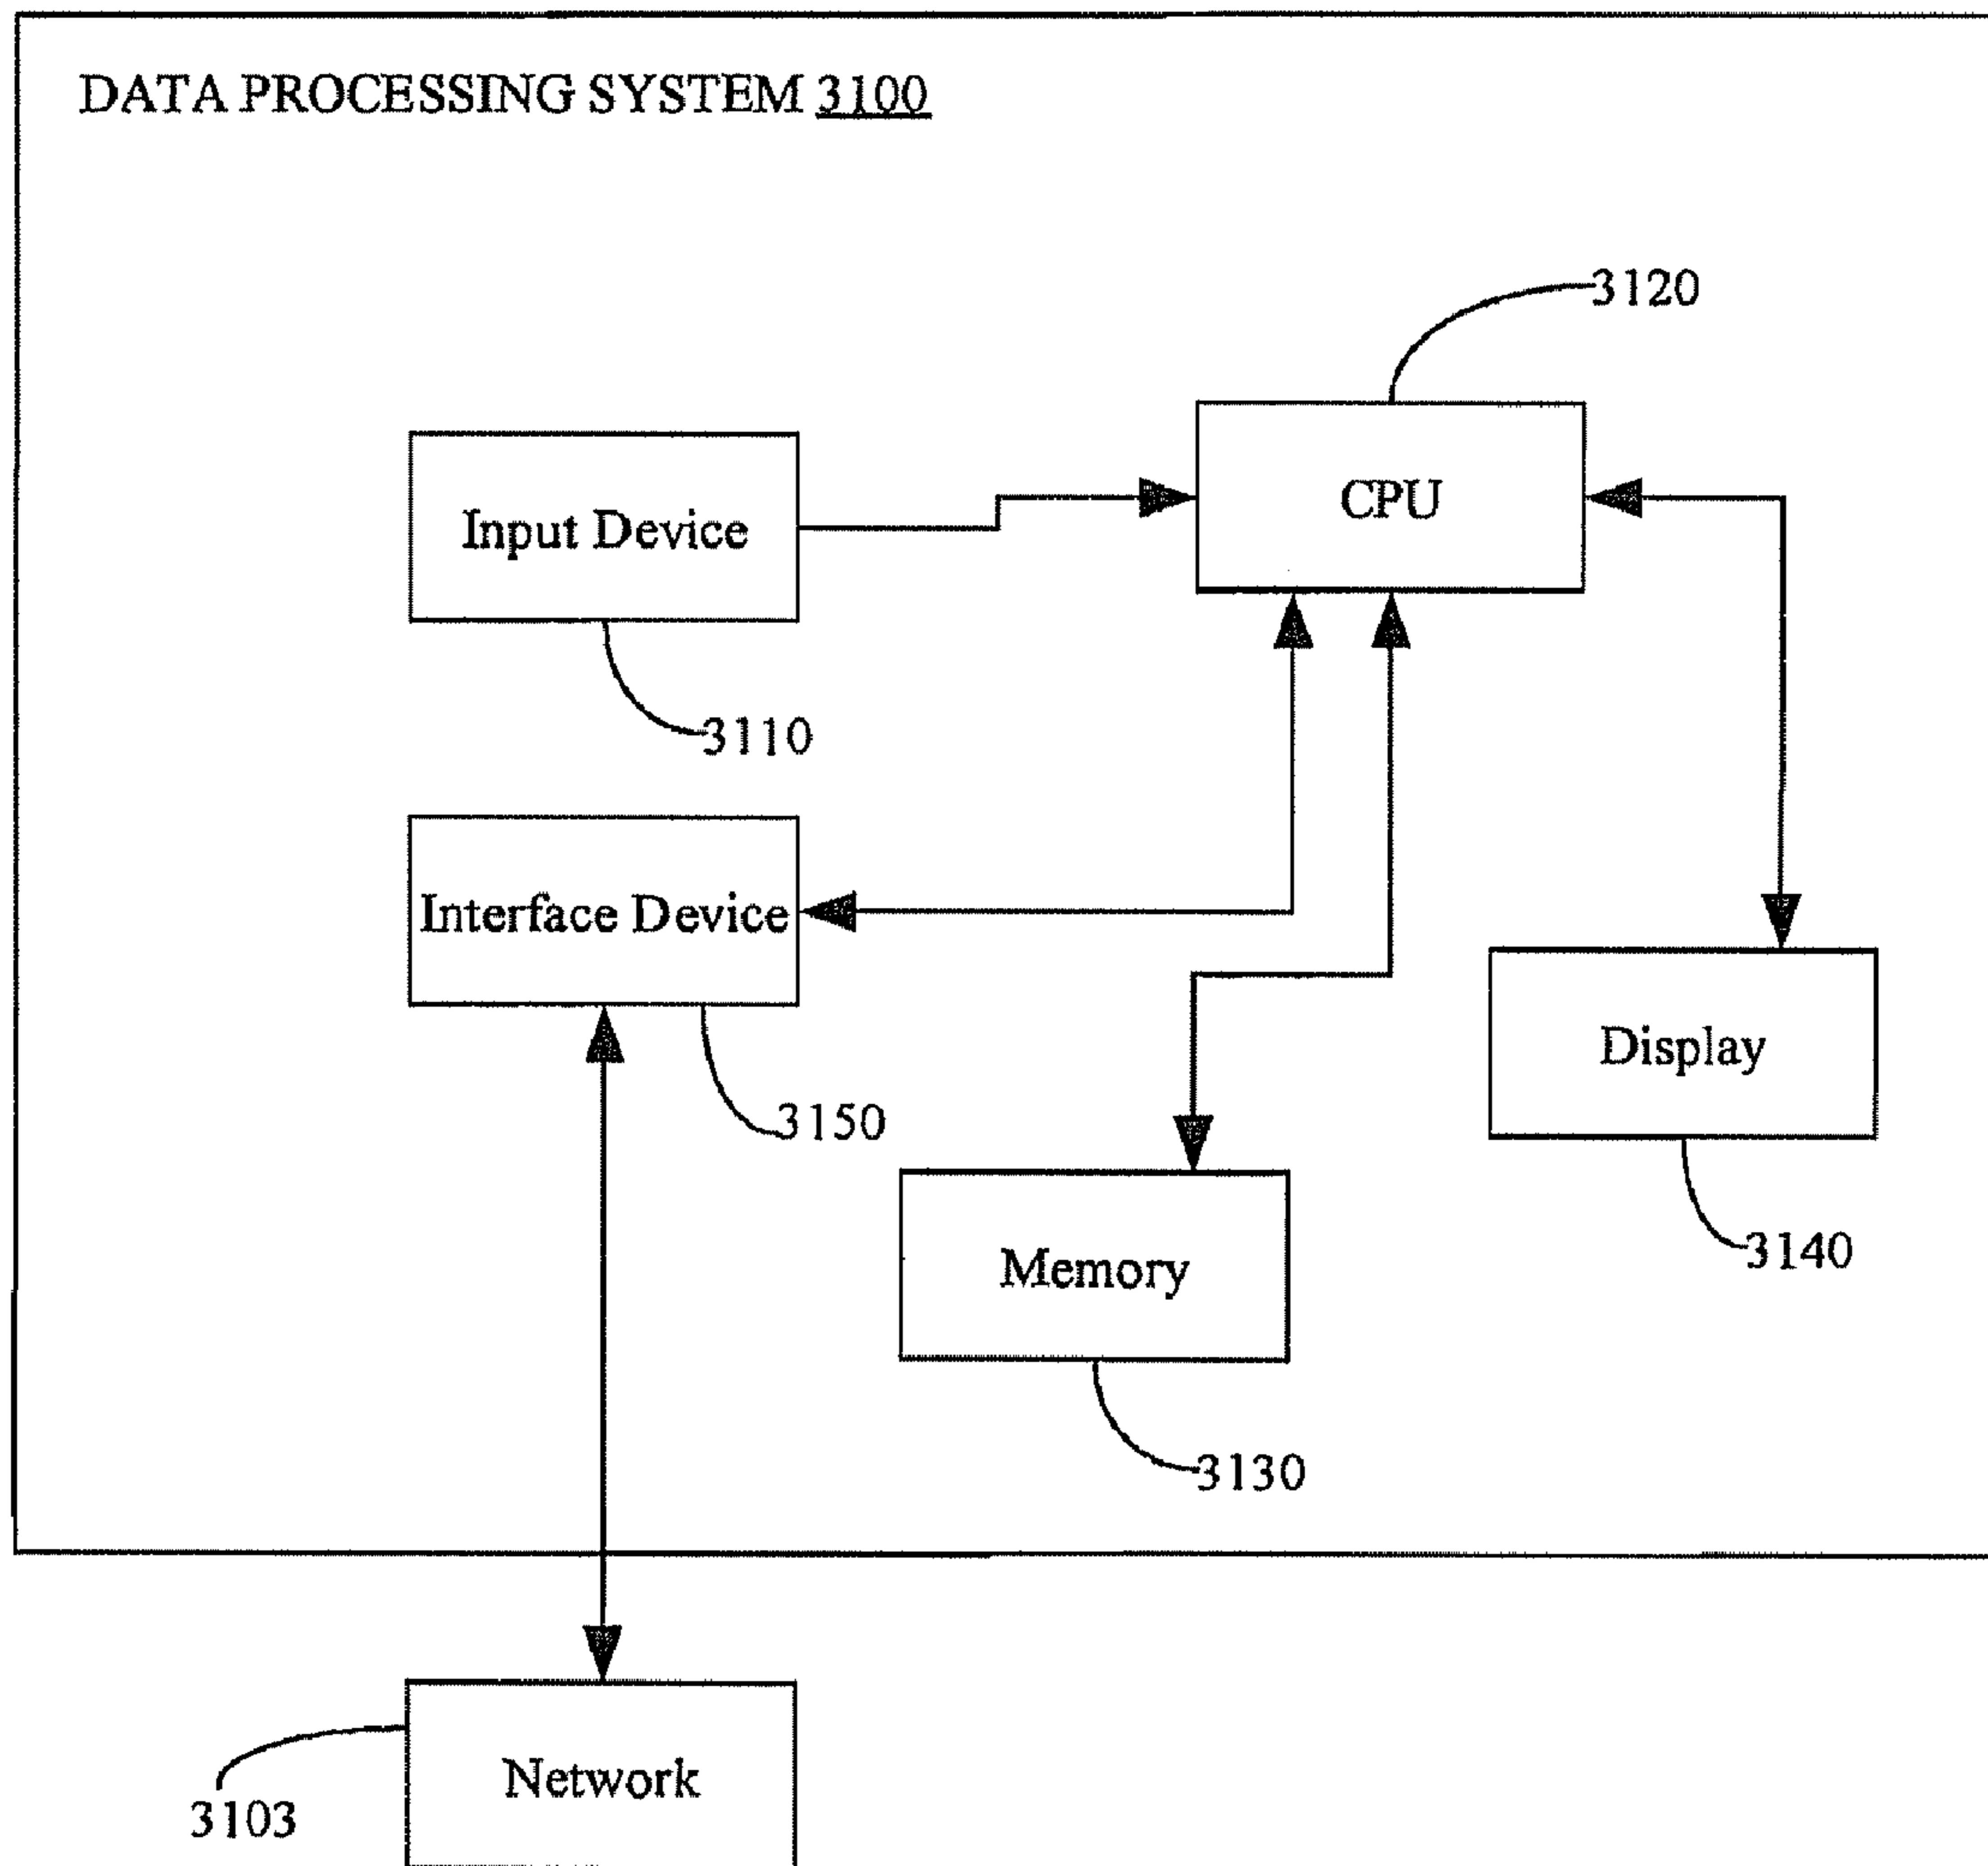 DATA PROCESSING SYSTEM 3100
3120
CPU
Input Device
3110
Interface Device
3150
Display
3140
Memory
3130
Network
3103